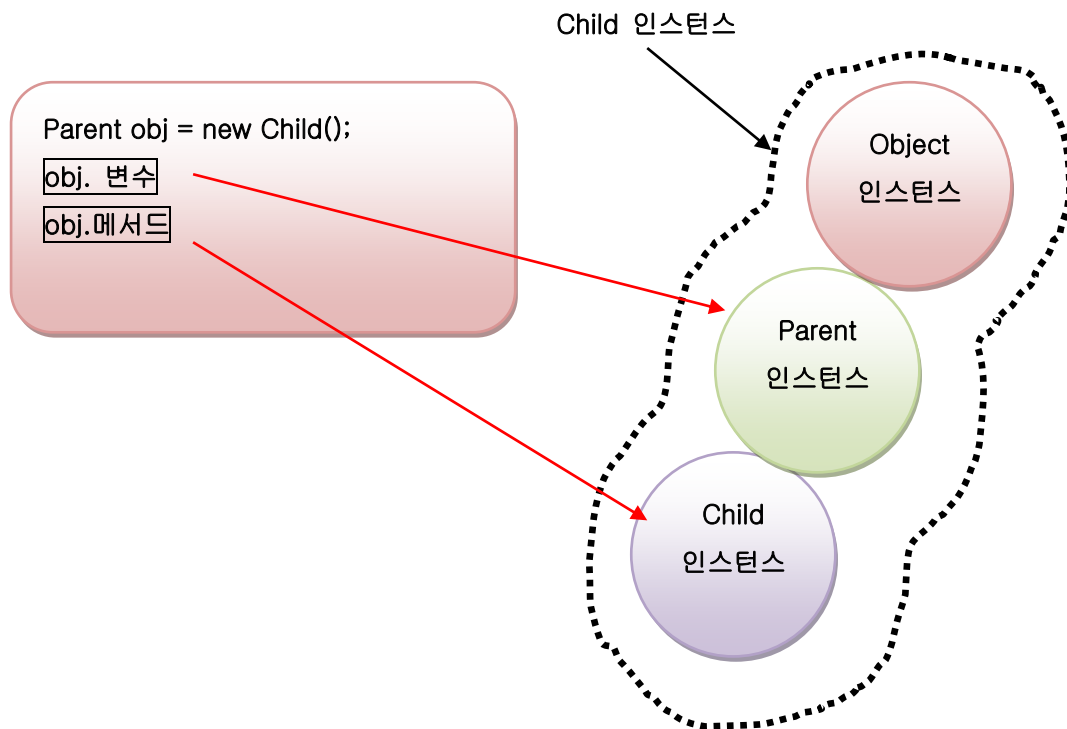 Child 인스턴스
Parent obj = new Child();
obj. 변수
obj.메서드
Object
인스턴스
Parent
인스턴스
Child
인스턴스